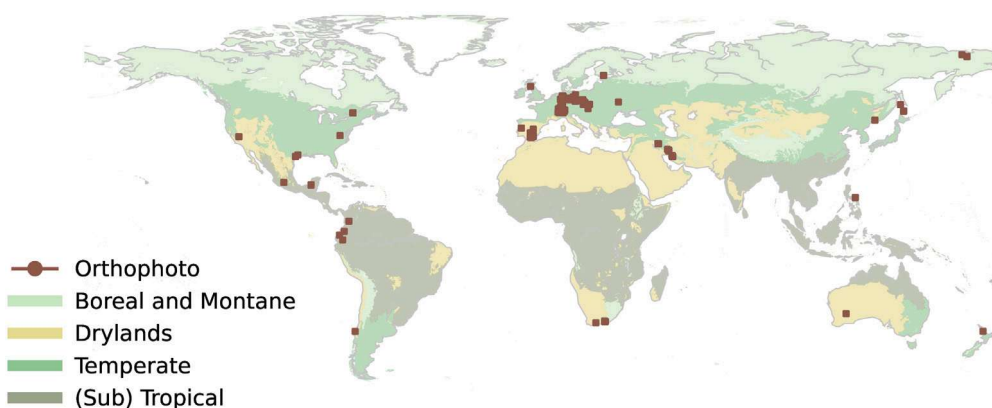 Orthophoto
Boreal and Montane
Drylands
Temperate
(Sub) Tropical